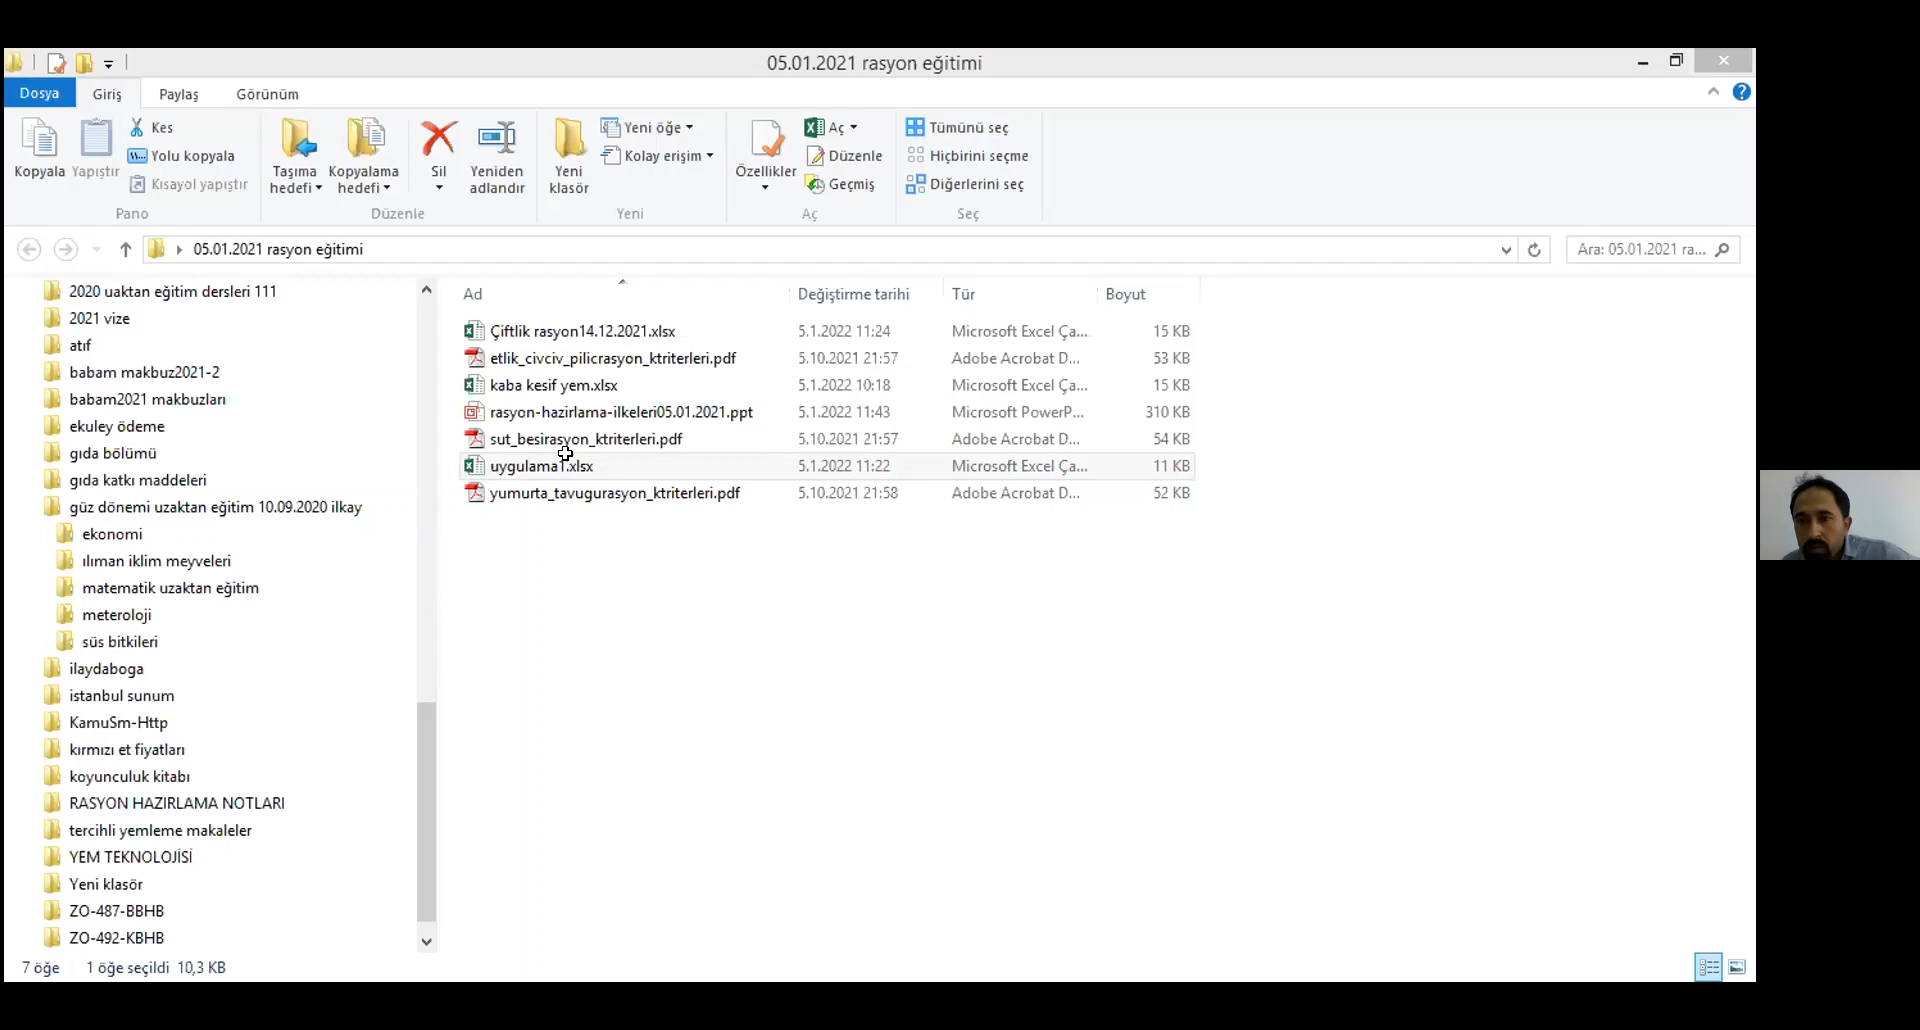 05.01.2021 rasyon eğitimi
Dosya Giriş Paylaş Görünüm
Kopyala
Yapıştır
Kes
Yolu kopyala
Kısayol yapıştır
Pano
Taşıma hedefi
Kopyalama hedefi
Sil
Yeniden adlandır
Düzenle
Yeni klasör
Yeni öğe
Kolay erişim
Yeni
Özellikler
Aç
Düzenle
Geçmiş
Aç
Tümünü seç
Hiçbirini seçme
Diğerlerini seç
Seç
05.01.2021 rasyon eğitimi
Ara: 05.01.2021 ra...
2020 uaktan eğitim dersleri 111
2021 vize
atıf
babam makbuz2021-2
babam2021 makbuzları
ekuley ödeme
gıda bölümü
gıda katkı maddeleri
güz dönemi uzaktan eğitim 10.09.2020 ilkay
ekonomi
ılıman iklim meyveleri
matematik uzaktan eğitim
meteroloji
süs bitkileri
ilaydaboga
istanbul sunum
KamuSm-Http
kırmızı et fiyatları
koyunculuk kitabı
RASYON HAZIRLAMA NOTLARI
tercihli yemleme makaleler
YEM TEKNOLOJİSİ
Yeni klasör
ZO-487-BBHB
ZO-492-KBHB
Ad Değiştirme tarihi Tür Boyut
Çiftlik rasyon14.12.2021.xlsx 5.1.2022 11:24 Microsoft Excel Ça... 15 KB
etlik_civciv_pilicrasyon_ktriterleri.pdf 5.10.2021 21:57 Adobe Acrobat D... 53 KB
kaba kesif yem.xlsx 5.1.2022 10:18 Microsoft Excel Ça... 15 KB
rasyon-hazirlama-ilkeleri05.01.2021.ppt 5.1.2022 11:43 Microsoft PowerP... 310 KB
sut_besirasyon_ktriterleri.pdf 5.10.2021 21:57 Adobe Acrobat D... 54 KB
uygulama1.xlsx 5.1.2022 11:22 Microsoft Excel Ça... 11 KB
yumurta_tavugurasyon_ktriterleri.pdf 5.10.2021 21:58 Adobe Acrobat D... 52 KB
7 öğe 1 öğe seçildi 10,3 KB